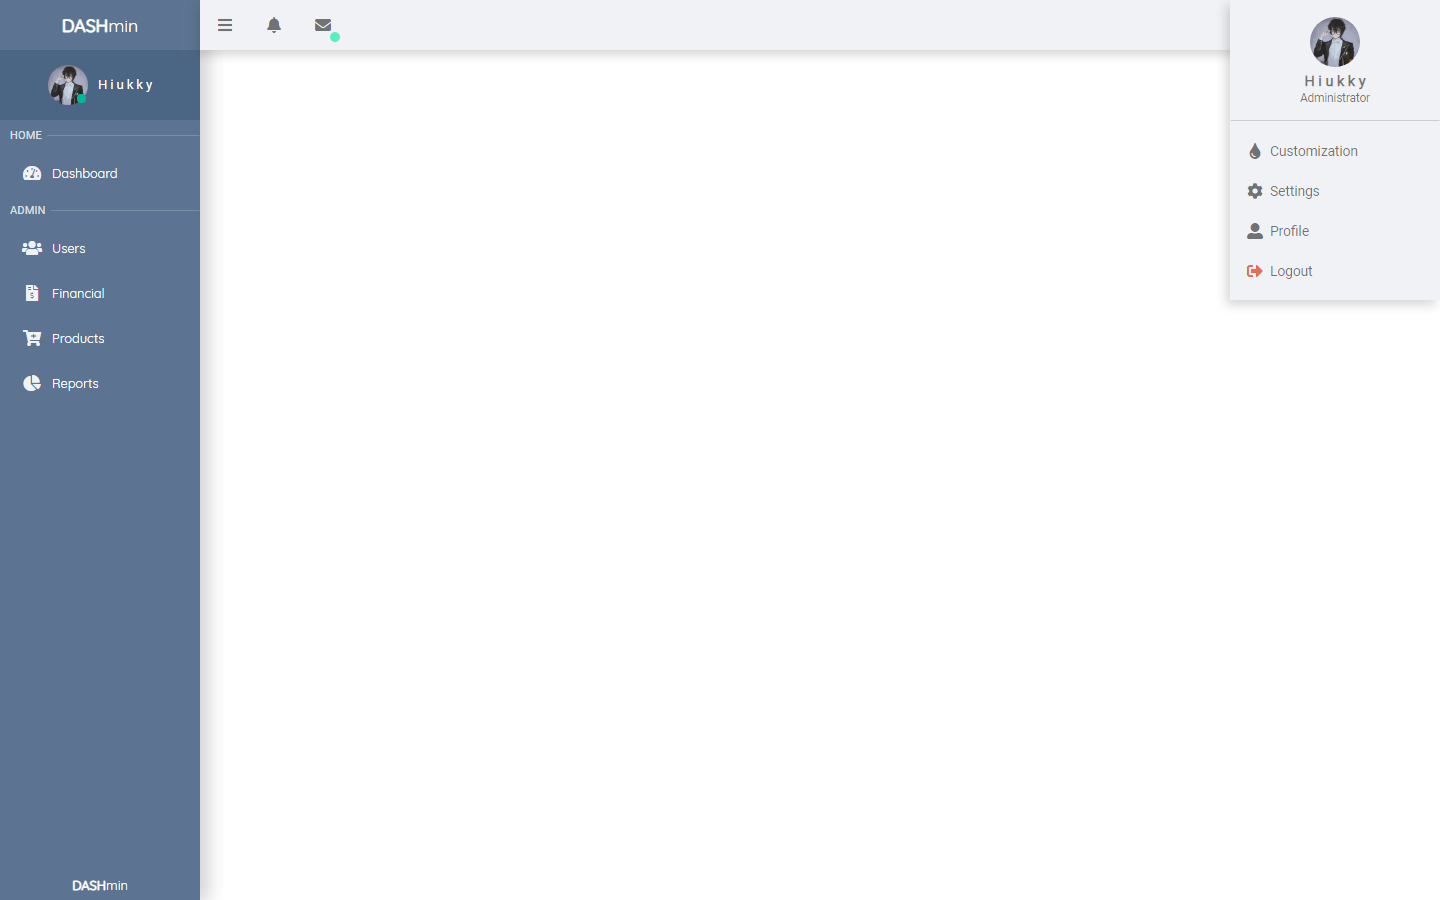 DASHmin
Hiukky
HOME
Dashboard
ADMIN
Users
Financial
Products
Reports
DASHmin
Hiukky
Administrator
Customization
Settings
Profile
Logout